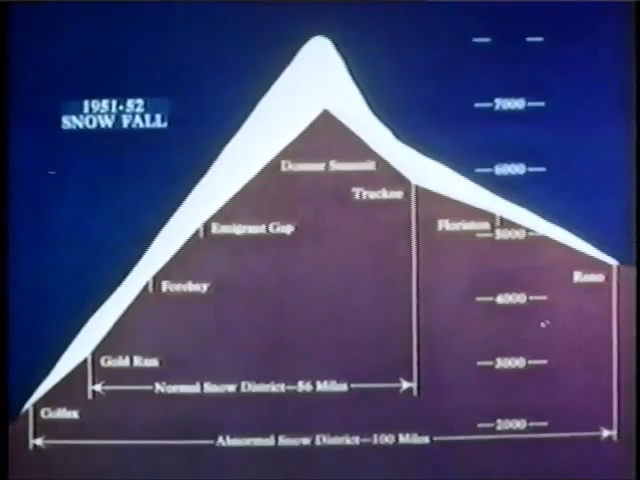 1951-52
SNOW FALL
7000
6000
Donner Summit
Truckee
Floriston
5000
Emigrant Gap
Reno
Forebay
4000
Gold Run
3000
Normal Snow District—56 Miles
Colfax
2000
Abnormal Snow District—100 Miles